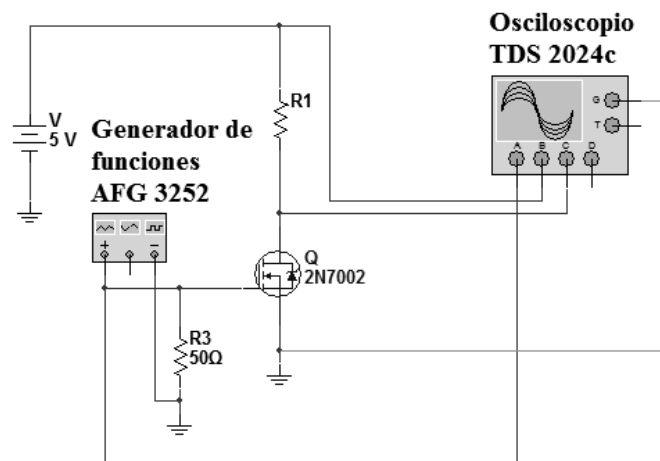 Osciloscopio
TDS 2024c
G
T
A B C D
R1
V
5 V
Generador de
funciones
AFG 3252
+ −
Q
2N7002
R3
50Ω